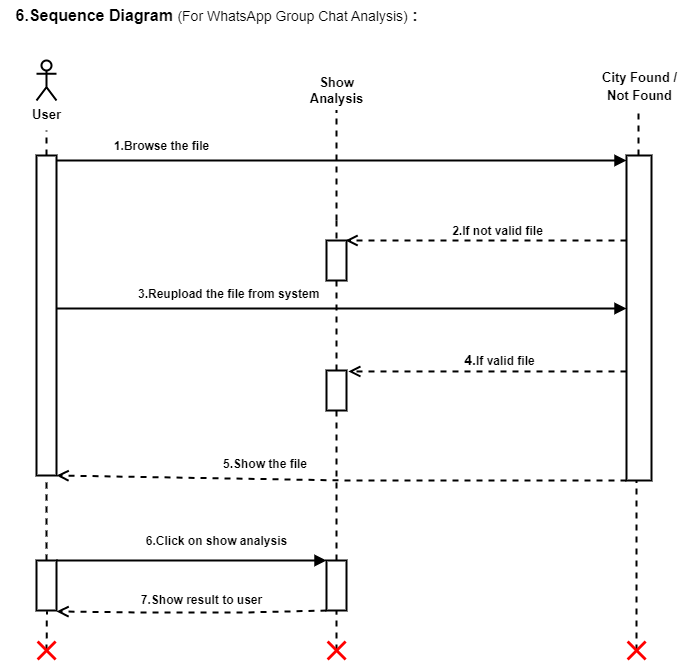 6.Sequence Diagram (For WhatsApp Group Chat Analysis) :
User
Show
Analysis
City Found /
Not Found
1.Browse the file
2.If not valid file
3.Reupload the file from system
4.If valid file
5.Show the file
6.Click on show analysis
7.Show result to user